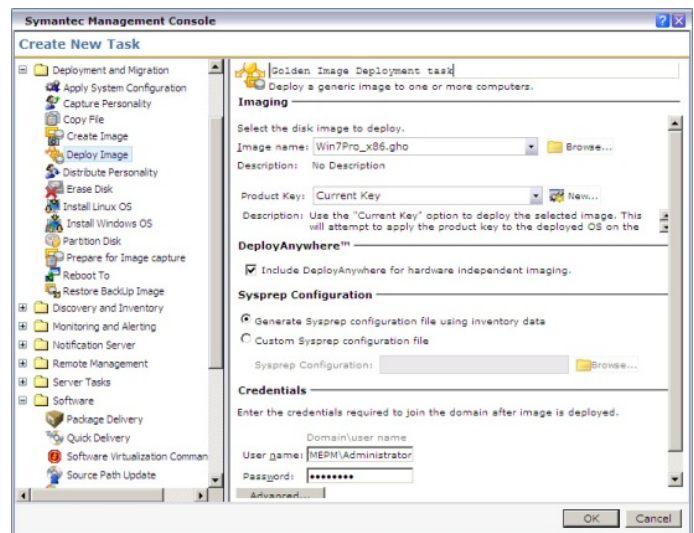 Symantec Management Console
Create New Task
Deployment and Migration
Apply System Configuration
Capture Personality
Copy File
Create Image
Deploy Image
Distribute Personality
Erase Disk
Install Linux OS
Install Windows OS
Partition Disk
Prepare for Image capture
Reboot To
Restore BackUp Image
Discovery and Inventory
Monitoring and Alerting
Notification Server
Remote Management
Server Tasks
Software
Package Delivery
Quick Delivery
Software Virtualization Comman
Source Path Update
Golden Image Deployment task
Deploy a generic image to one or more computers.
Imaging
Select the disk image to deploy.
Image name: Win7Pro_x86.gho Browse...
Description: No Description
Product Key: Current Key New...
Description: Use the "Current Key" option to deploy the selected image. This
will attempt to apply the product key to the deployed OS on the
DeployAnywhere™
Include DeployAnywhere for hardware independent imaging.
Sysprep Configuration
Generate Sysprep configuration file using inventory data
Custom Sysprep configuration file
Sysprep Configuration: Browse...
Credentials
Enter the credentials required to join the domain after image is deployed.
Domain\user name
User name: MEPM\Administrator
Password: ••••••••
Advanced...
OK Cancel